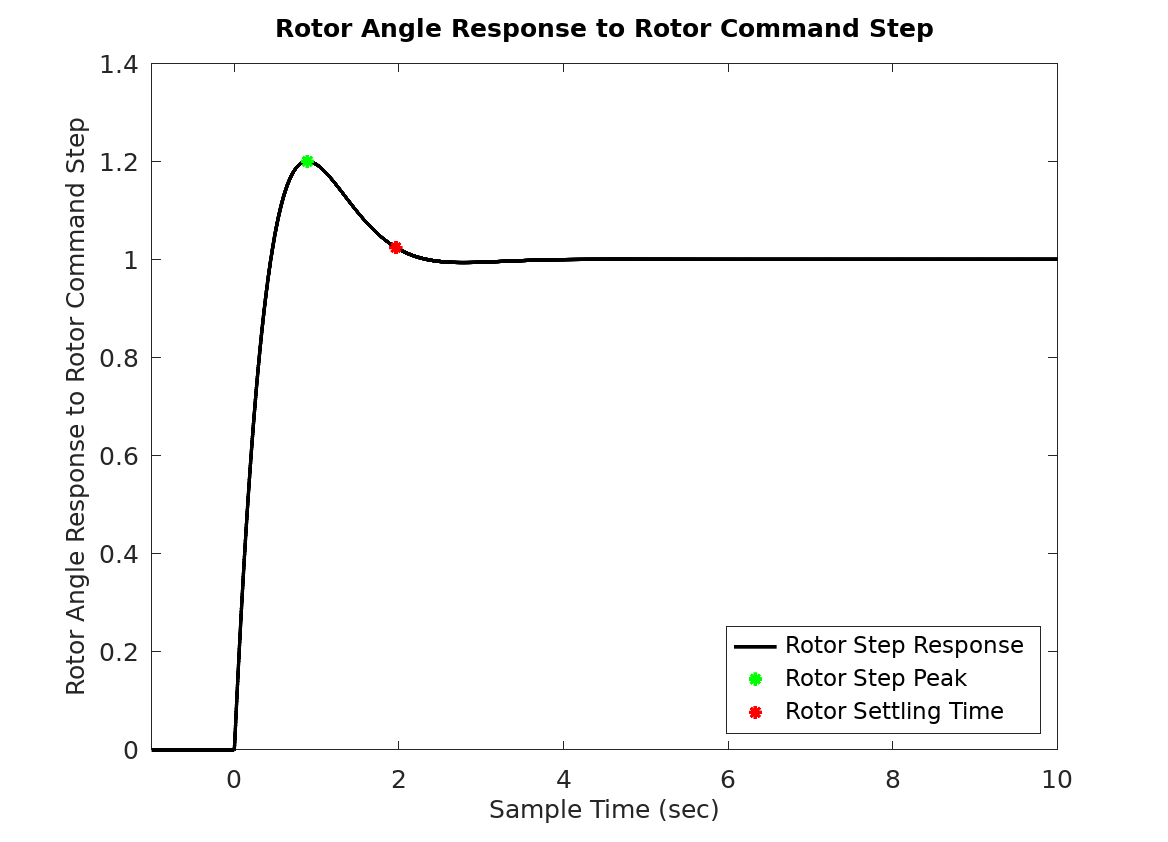 Rotor Angle Response to Rotor Command Step
Rotor Angle Response to Rotor Command Step
1.4
1.2
1
0.8
0.6
0.4
0.2
0
0 2 4 6 8 10
Sample Time (sec)
Rotor Step Response
Rotor Step Peak
Rotor Settling Time